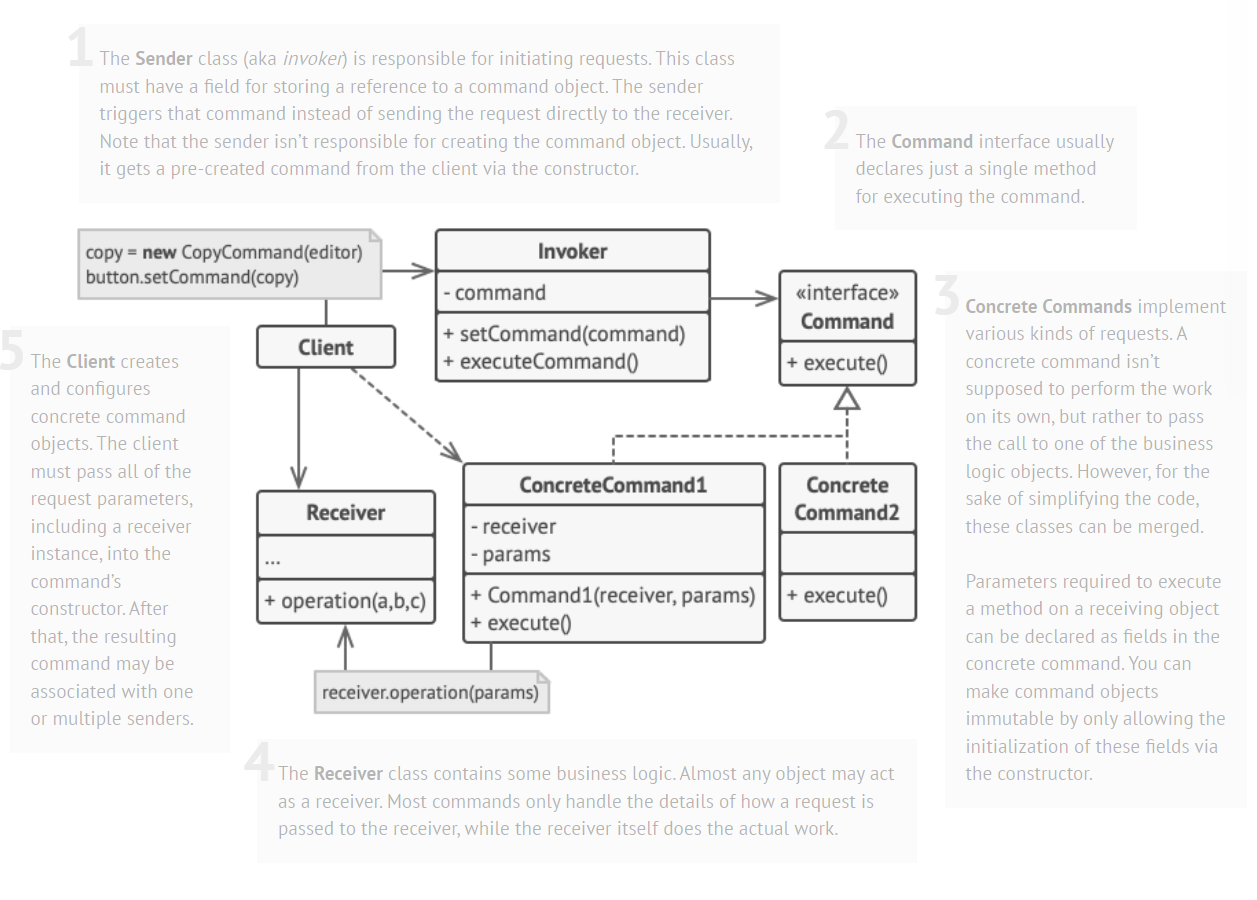 1
The Sender class (aka invoker) is responsible for initiating requests. This class
must have a field for storing a reference to a command object. The sender
triggers that command instead of sending the request directly to the receiver.
Note that the sender isn’t responsible for creating the command object. Usually,
it gets a pre-created command from the client via the constructor.
2
The Command interface usually
declares just a single method
for executing the command.
copy = new CopyCommand(editor)
button.setCommand(copy)
Invoker
- command
+ setCommand(command)
+ executeCommand()
«interface»
Command
+ execute()
3
Concrete Commands implement
various kinds of requests. A
concrete command isn’t
supposed to perform the work
on its own, but rather to pass
the call to one of the business
logic objects. However, for the
sake of simplifying the code,
these classes can be merged.
Parameters required to execute
a method on a receiving object
can be declared as fields in the
concrete command. You can
make command objects
immutable by only allowing the
initialization of these fields via
the constructor.
Client
5
The Client creates
and configures
concrete command
objects. The client
must pass all of the
request parameters,
including a receiver
instance, into the
command’s
constructor. After
that, the resulting
command may be
associated with one
or multiple senders.
Receiver
...
+ operation(a,b,c)
ConcreteCommand1
- receiver
- params
+ Command1(receiver, params)
+ execute()
Concrete
Command2
+ execute()
receiver.operation(params)
4
The Receiver class contains some business logic. Almost any object may act
as a receiver. Most commands only handle the details of how a request is
passed to the receiver, while the receiver itself does the actual work.